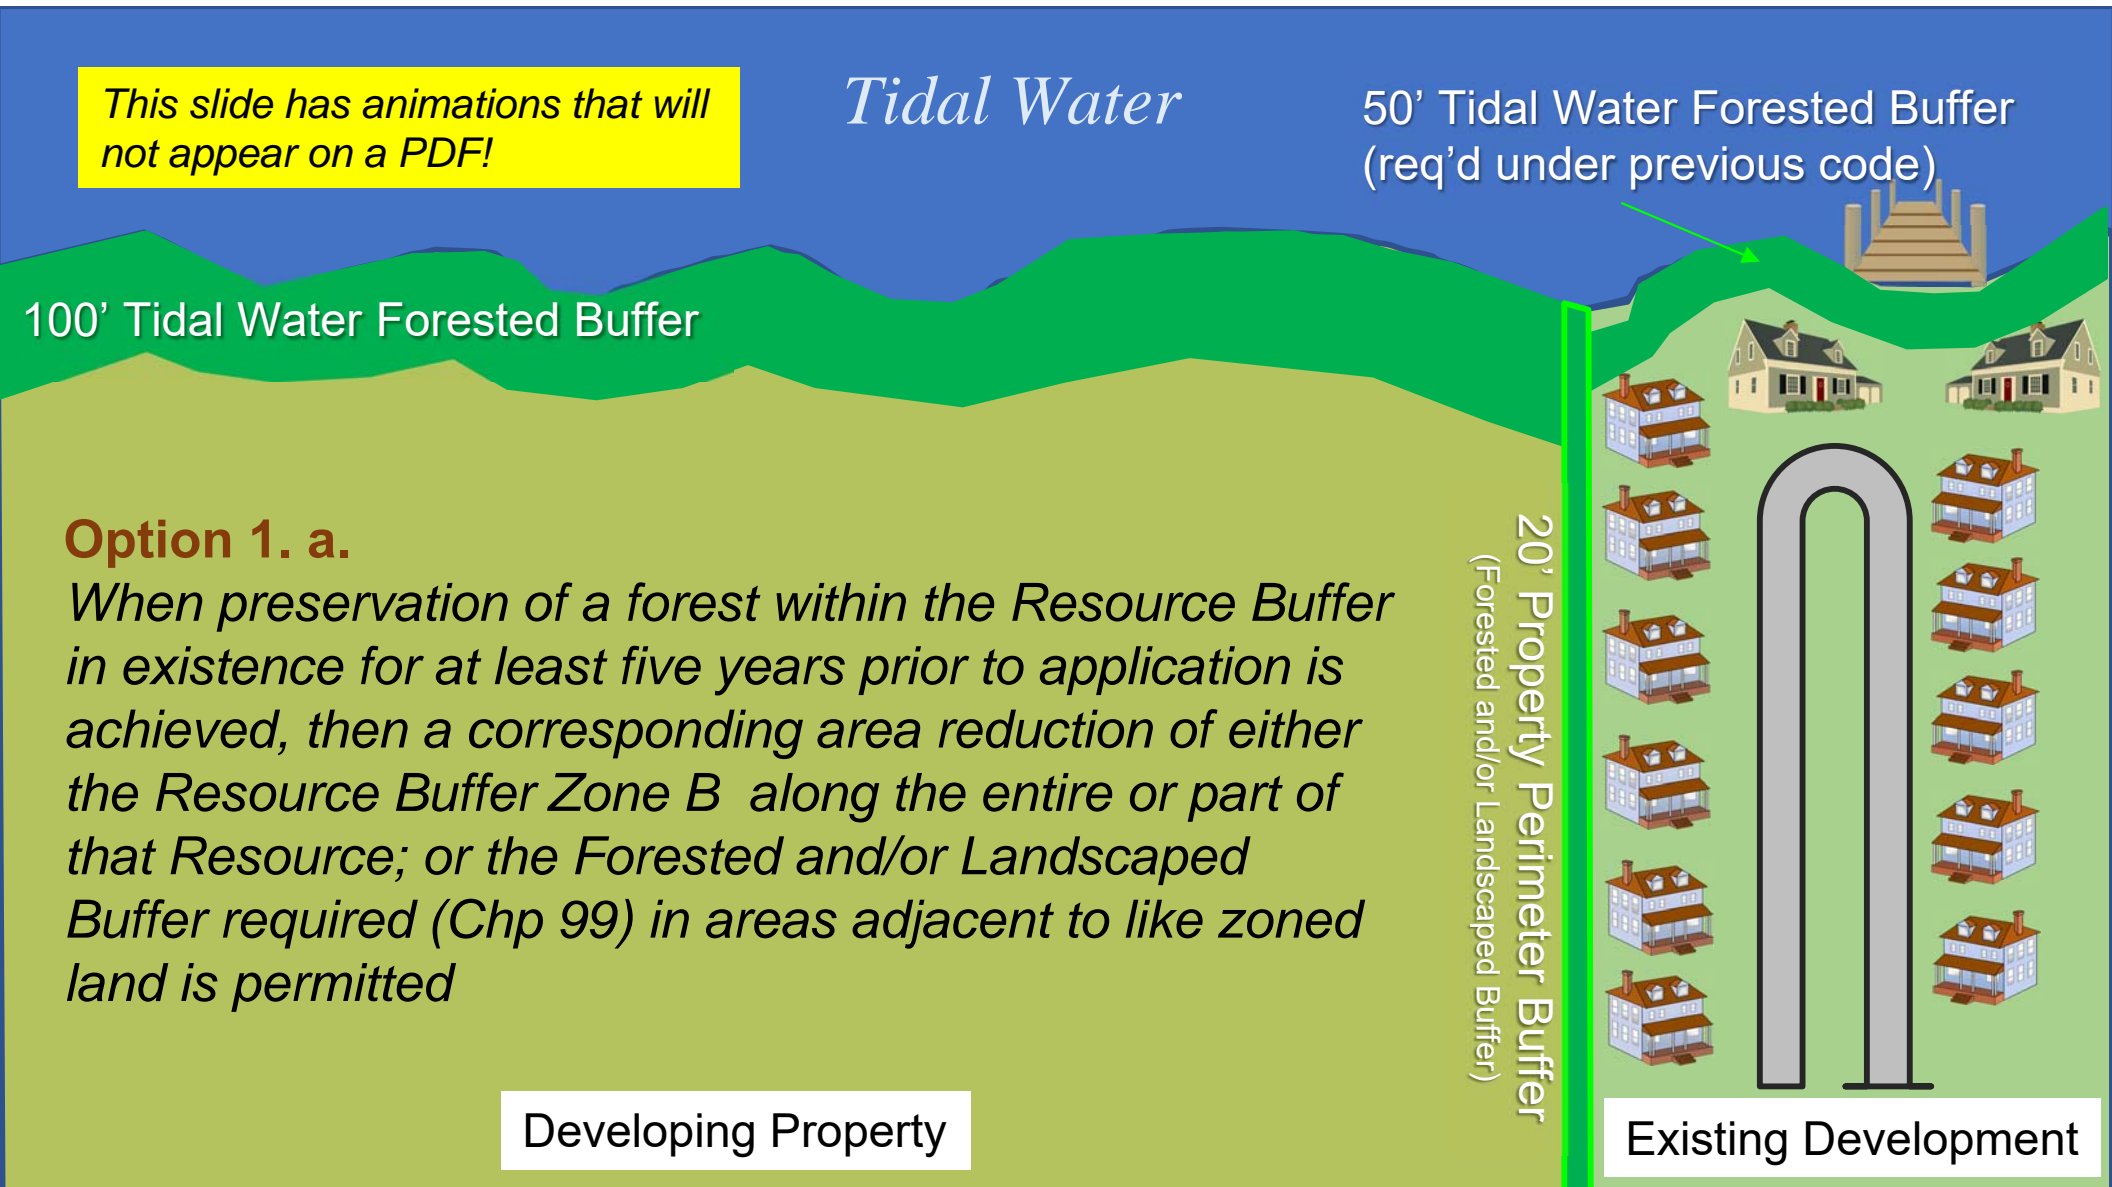 This slide has animations that will
not appear on a PDF!
Tidal Water
50’ Tidal Water Forested Buffer
(req’d under previous code)
100’ Tidal Water Forested Buffer
Option 1. a.
When preservation of a forest within the Resource Buffer
in existence for at least five years prior to application is
achieved, then a corresponding area reduction of either
the Resource Buffer Zone B  along the entire or part of
that Resource; or the Forested and/or Landscaped
Buffer required (Chp 99) in areas adjacent to like zoned
land is permitted
20’ Property Perimeter Buffer
(Forested and/or Landscaped Buffer)
Developing Property
Existing Development